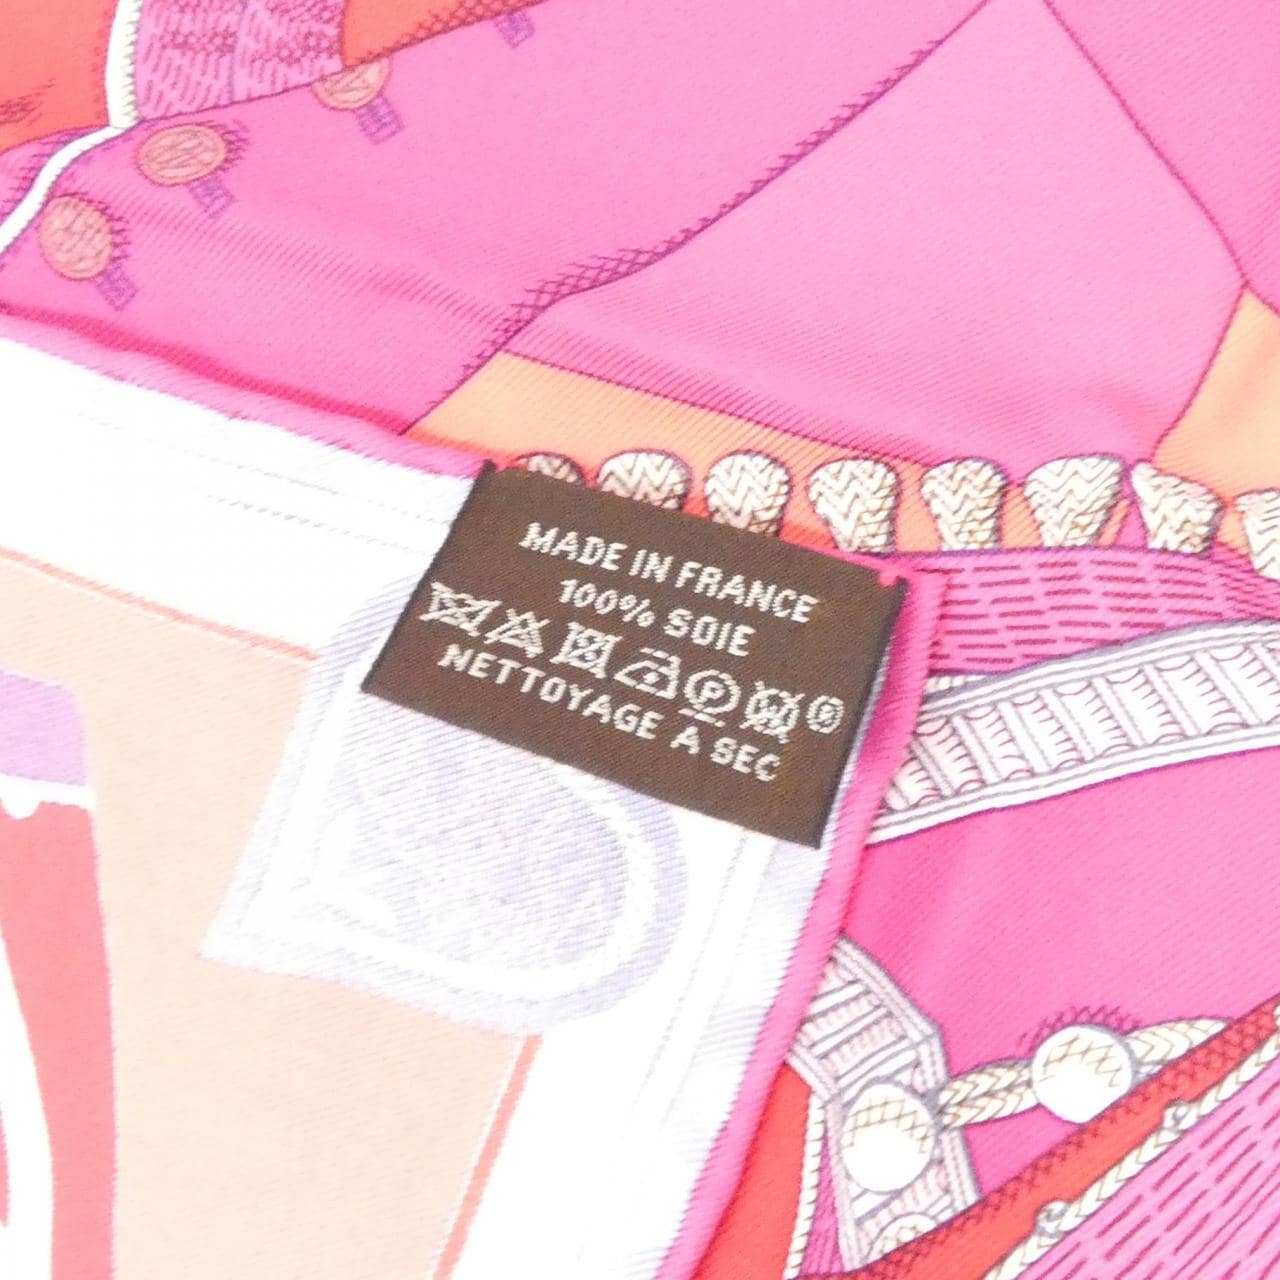 MADE IN FRANCE
100% SOIE
P ®
NETTOYAGE A SEC